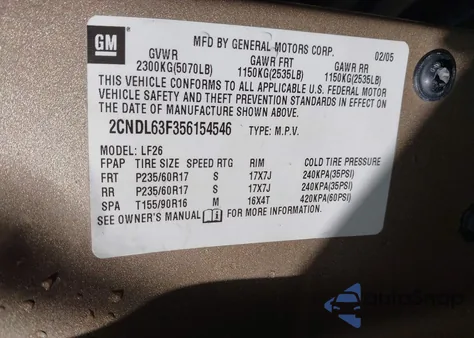 GM
MFD BY GENERAL MOTORS CORP. 02/05
GVWR GAWR FRT GAWR RR
2300KG(5070LB) 1150KG(2535LB) 1150KG(2535LB)
THIS VEHICLE CONFORMS TO ALL APPLICABLE U.S. FEDERAL MOTOR
VEHICLE SAFETY AND THEFT PREVENTION STANDARDS IN EFFECT ON
THE DATE OF MANUFACTURE SHOWN ABOVE.
2CNDL63F356154546 TYPE: M.P.V.
MODEL: LF26
FPAP TIRE SIZE SPEED RTG RIM COLD TIRE PRESSURE
FRT P235/60R17 S 17X7J 240KPA(35PSI)
RR P235/60R17 S 17X7J 240KPA(35PSI)
SPA T155/90R16 M 16X4T 420KPA(60PSI)
SEE OWNER'S MANUAL i FOR MORE INFORMATION.